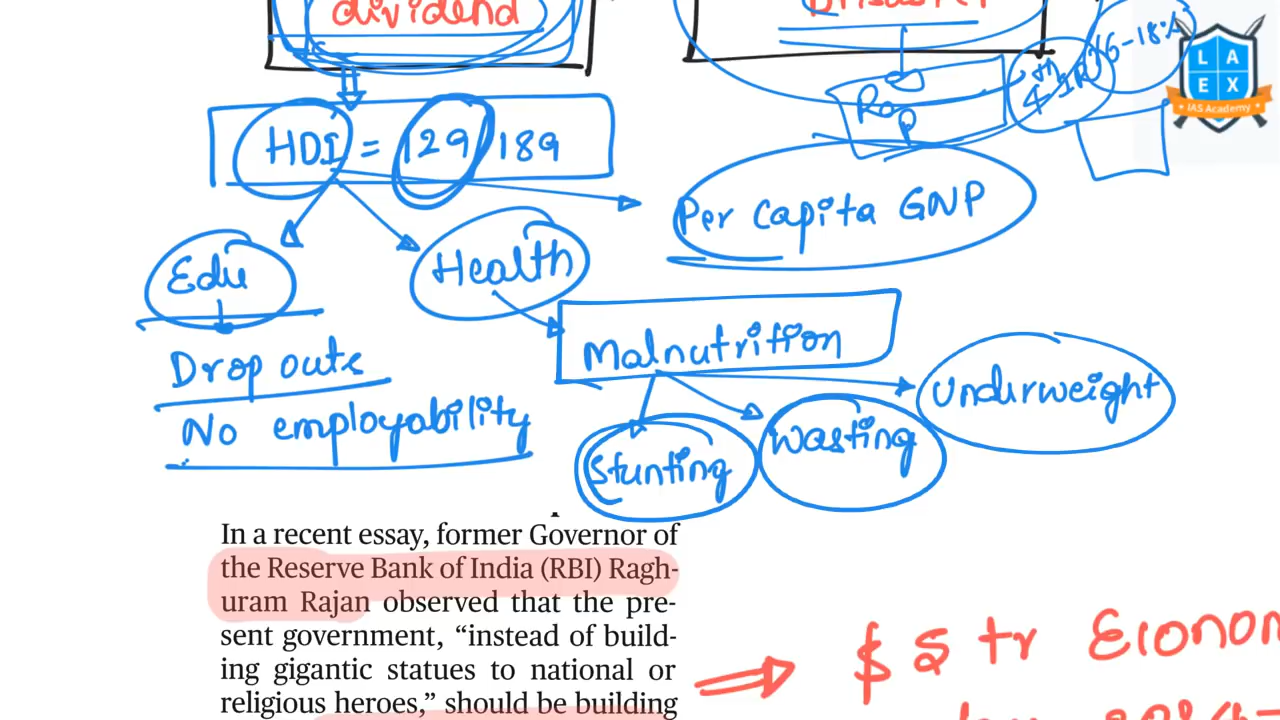 dividend
LA
EX
IAS Academy
HDI = 129/189
Per capita GNP
Edu
Health
Drop outs
Malnutrition
No employability
Underweight
Stunting
Wasting
In a recent essay, former Governor of
the Reserve Bank of India (RBI) Ragh-
uram Rajan observed that the pre-
sent government, “instead of build-
ing gigantic statues to national or
religious heroes,” should be building
$ 5 tr Econom